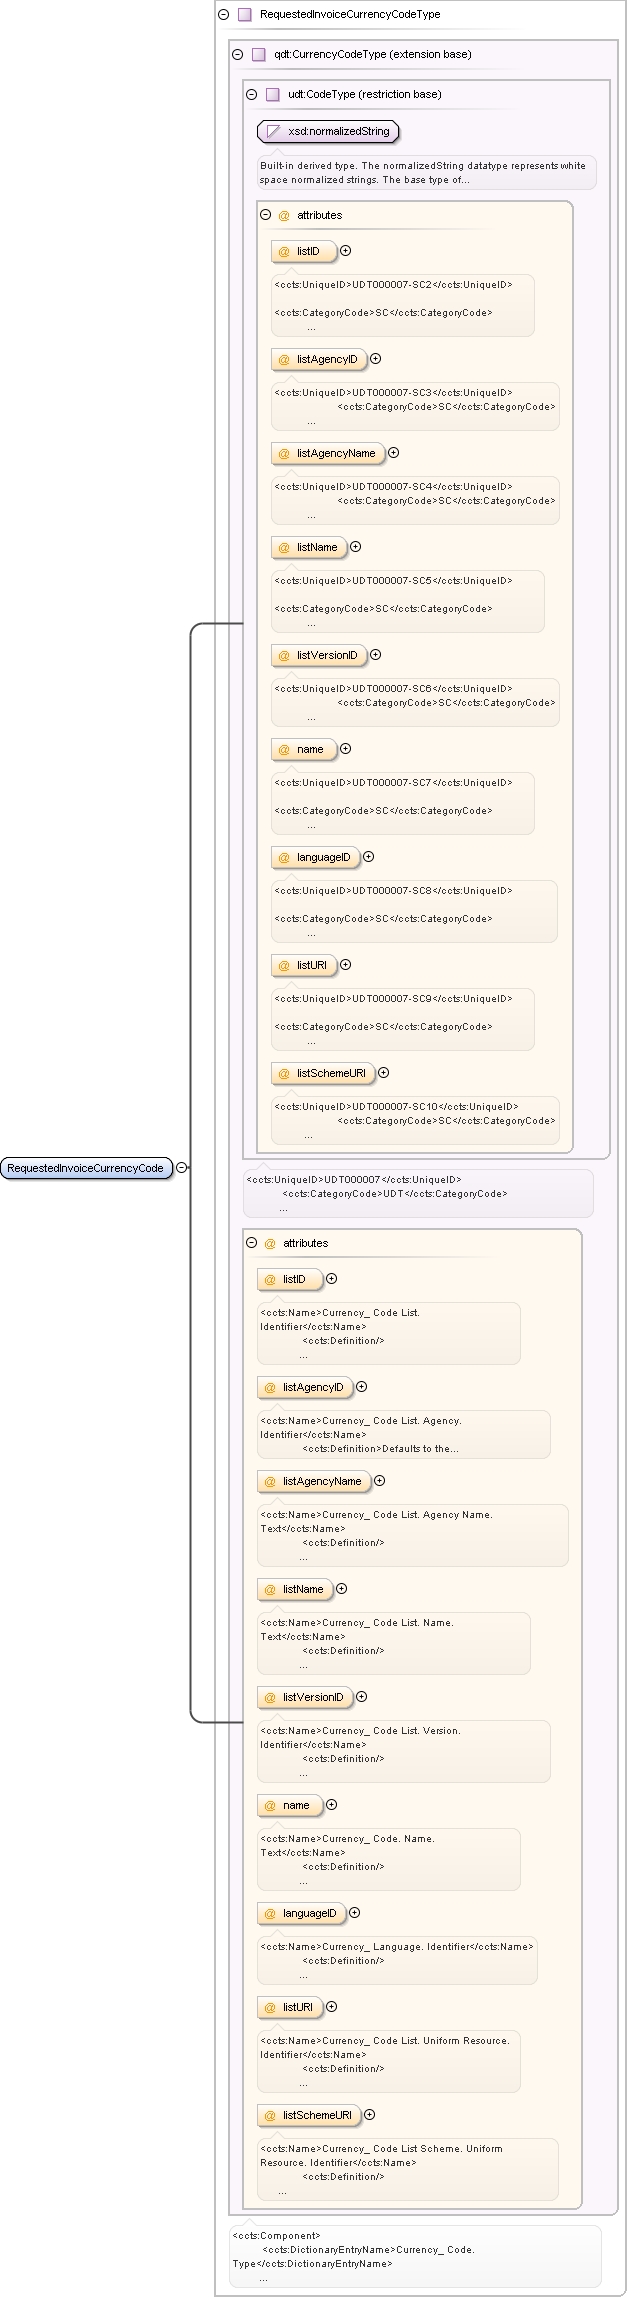 RequestedInvoiceCurrencyCodeType
qdt:CurrencyCodeType (extension base)
udt:CodeType (restriction base)
xsd:normalizedString
Built-in derived type. The normalizedString datatype represents white
space normalized strings. The base type of...
@ attributes
@ listID
<ccts:UniqueID>UDT000007-SC2</ccts:UniqueID>
<ccts:CategoryCode>SC</ccts:CategoryCode>
...
@ listAgencyID
<ccts:UniqueID>UDT000007-SC3</ccts:UniqueID>
<ccts:CategoryCode>SC</ccts:CategoryCode>
...
@ listAgencyName
<ccts:UniqueID>UDT000007-SC4</ccts:UniqueID>
<ccts:CategoryCode>SC</ccts:CategoryCode>
...
@ listName
<ccts:UniqueID>UDT000007-SC5</ccts:UniqueID>
<ccts:CategoryCode>SC</ccts:CategoryCode>
...
@ listVersionID
<ccts:UniqueID>UDT000007-SC6</ccts:UniqueID>
<ccts:CategoryCode>SC</ccts:CategoryCode>
...
@ name
<ccts:UniqueID>UDT000007-SC7</ccts:UniqueID>
<ccts:CategoryCode>SC</ccts:CategoryCode>
...
@ languageID
<ccts:UniqueID>UDT000007-SC8</ccts:UniqueID>
<ccts:CategoryCode>SC</ccts:CategoryCode>
...
@ listURI
<ccts:UniqueID>UDT000007-SC9</ccts:UniqueID>
<ccts:CategoryCode>SC</ccts:CategoryCode>
...
@ listSchemeURI
<ccts:UniqueID>UDT000007-SC10</ccts:UniqueID>
<ccts:CategoryCode>SC</ccts:CategoryCode>
...
RequestedInvoiceCurrencyCode
<ccts:UniqueID>UDT000007</ccts:UniqueID>
<ccts:CategoryCode>UDT</ccts:CategoryCode>
...
@ attributes
@ listID
<ccts:Name>Currency_ Code List.
Identifier</ccts:Name>
<ccts:Definition/>
...
@ listAgencyID
<ccts:Name>Currency_ Code List. Agency.
Identifier</ccts:Name>
<ccts:Definition>Defaults to the...
@ listAgencyName
<ccts:Name>Currency_ Code List. Agency Name.
Text</ccts:Name>
<ccts:Definition/>
...
@ listName
<ccts:Name>Currency_ Code List. Name.
Text</ccts:Name>
<ccts:Definition/>
...
@ listVersionID
<ccts:Name>Currency_ Code List. Version.
Identifier</ccts:Name>
<ccts:Definition/>
...
@ name
<ccts:Name>Currency_ Code. Name.
Text</ccts:Name>
<ccts:Definition/>
...
@ languageID
<ccts:Name>Currency_ Language. Identifier</ccts:Name>
<ccts:Definition/>
...
@ listURI
<ccts:Name>Currency_ Code List. Uniform Resource.
Identifier</ccts:Name>
<ccts:Definition/>
...
@ listSchemeURI
<ccts:Name>Currency_ Code List Scheme. Uniform
Resource. Identifier</ccts:Name>
<ccts:Definition/>
...
<ccts:Component>
<ccts:DictionaryEntryName>Currency_ Code.
Type</ccts:DictionaryEntryName>
...